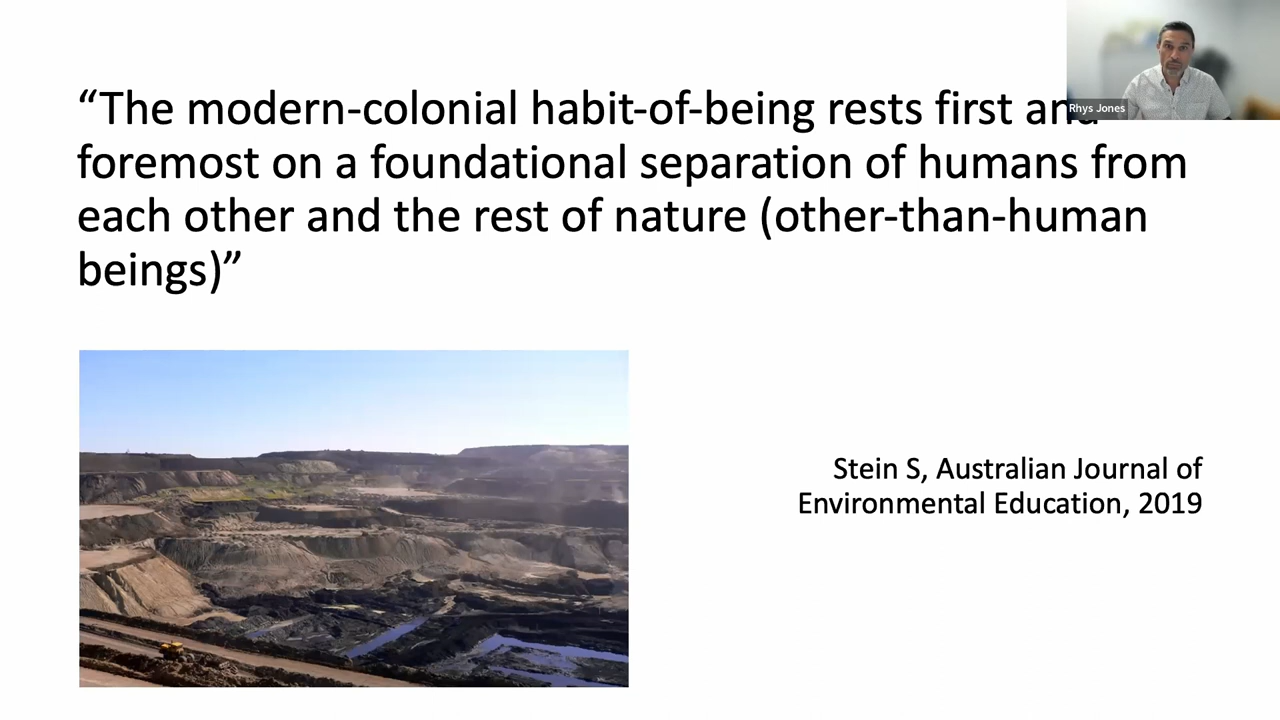 “The modern-colonial habit-of-being rests first and
foremost on a foundational separation of humans from
each other and the rest of nature (other-than-human
beings)”
Rhys Jones
Stein S, Australian Journal of
Environmental Education, 2019